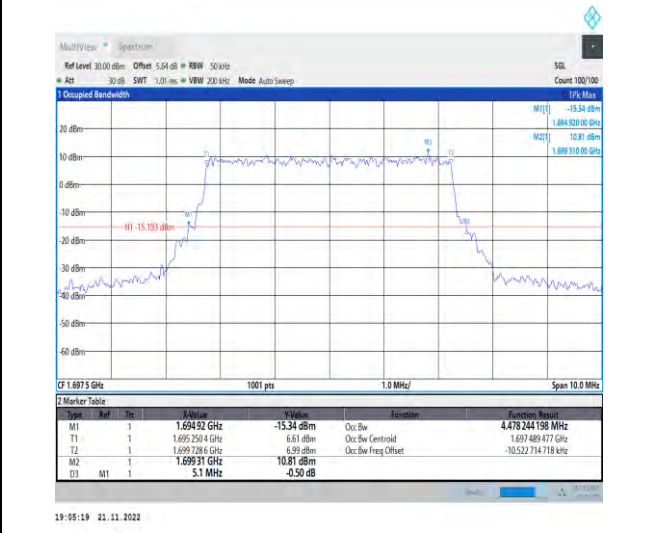 MultiView Spectrum
Ref Level 30.00 dBm Offset 5.64 dB RBW 50 kHz SGL
Att 30 dB SWT 1.01 ms VBW 200 kHz Mode Auto Sweep Count 100/100
1 Occupied Bandwidth 1Pk Max
M1[1] -15.34 dBm
1.694 920 00 GHz
20 dBm M2[1] 10.81 dBm
1.699 310 00 GHz
M2
10 dBm T1 T2
0 dBm
-10 dBm M1
H1 -15.193 dBm
-20 dBm
-30 dBm
-40 dBm
-50 dBm
-60 dBm
CF 1.697 5 GHz 1001 pts 1.0 MHz/ Span 10.0 MHz
2 Marker Table
Type Ref Trc X-Value Y-Value Function Function Result
M1 1 1.694 92 GHz -15.34 dBm Occ Bw 4.478 244 198 MHz
T1 1 1.695 250 4 GHz 6.61 dBm Occ Bw Centroid 1.697 489 477 GHz
T2 1 1.699 728 6 GHz 6.99 dBm Occ Bw Freq Offset -10.522 714 718 kHz
M2 1 1.699 31 GHz 10.81 dBm
D3 M1 1 5.1 MHz -0.50 dB
19:05:19 21.11.2022